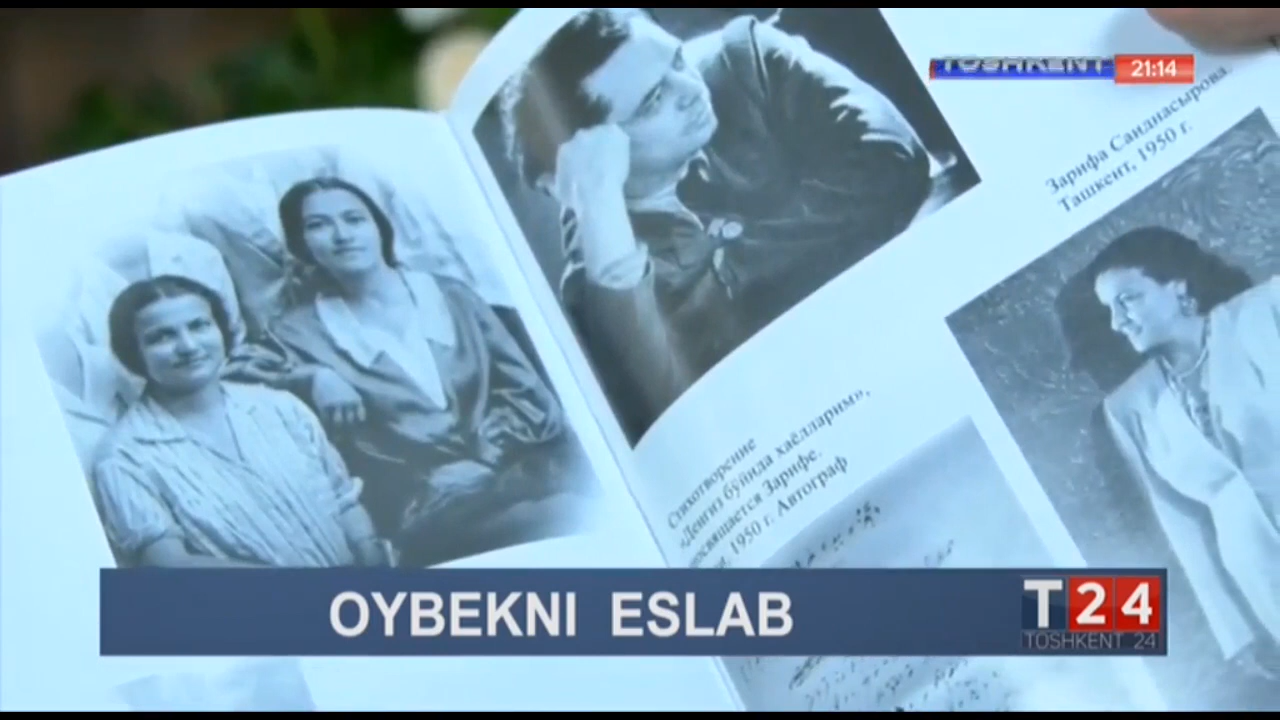 TOSHKENT 21:14
Зарифа Саиднасырова.
Ташкент, 1950 г.
Стихотворение
«Денгиз бўйида хаёлларим»,
посвящается Зарифе.
1950 г. Автограф
OYBEKNI ESLAB
T24
TOSHKENT 24